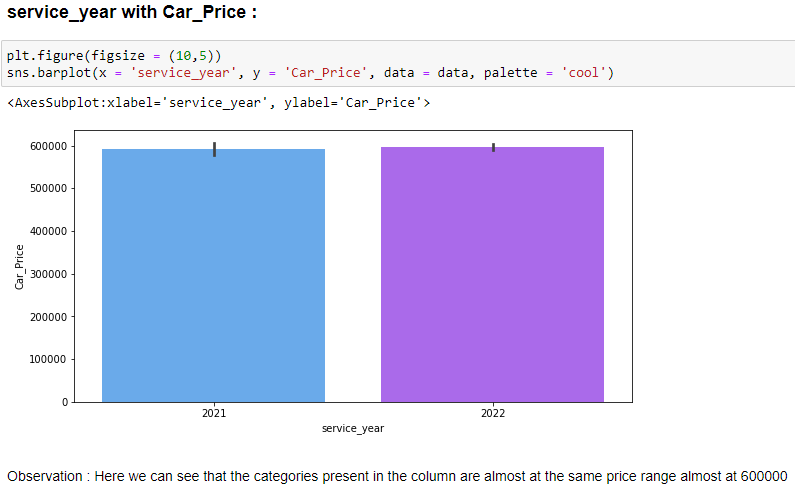 service_year with Car_Price :
plt.figure(figsize = (10,5))
sns.barplot(x = 'service_year', y = 'Car_Price', data = data, palette = 'cool')
<AxesSubplot:xlabel='service_year', ylabel='Car_Price'>
600000
500000
400000
300000
200000
100000
0
Car_Price
2021
2022
service_year
Observation : Here we can see that the categories present in the column are almost at the same price range almost at 600000